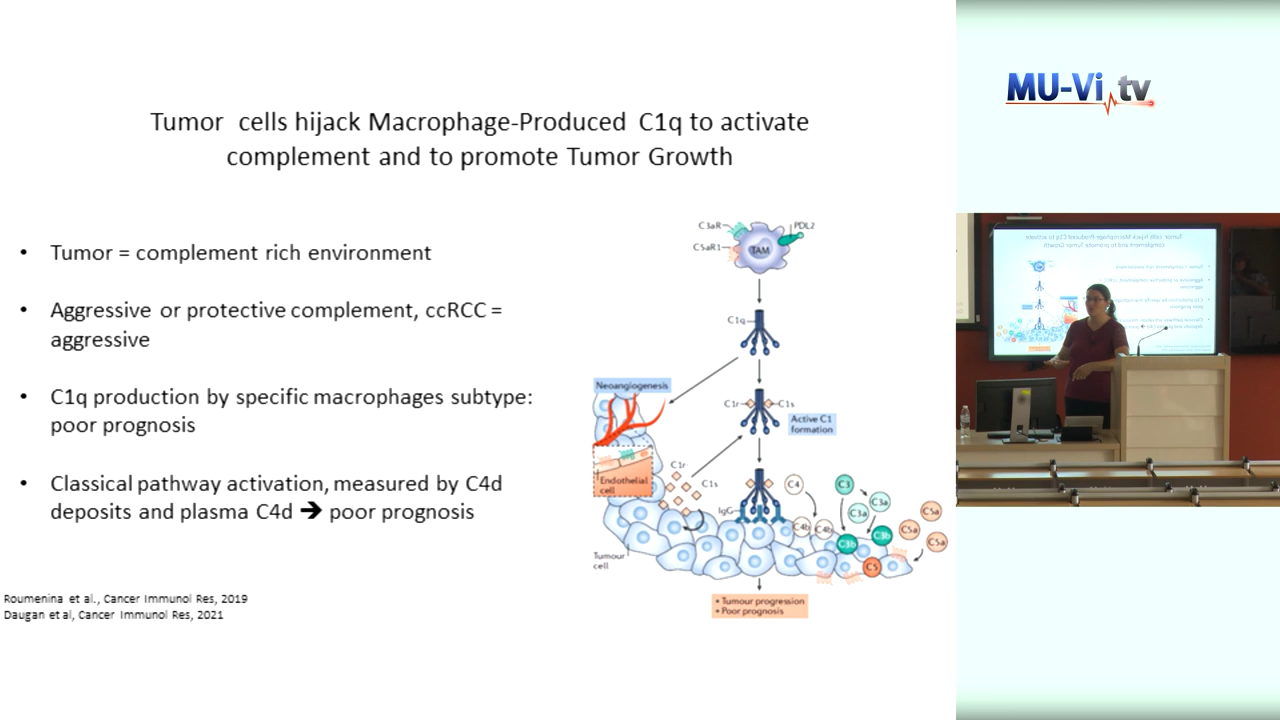 MU-Vi tv
Tumor cells hijack Macrophage-Produced C1q to activate
complement and to promote Tumor Growth
• Tumor = complement rich environment
• Aggressive or protective complement, ccRCC =
aggressive
• C1q production by specific macrophages subtype:
poor prognosis
• Classical pathway activation, measured by C4d
deposits and plasma C4d ➔ poor prognosis
Roumenina et al., Cancer Immunol Res, 2019
Daugan et al, Cancer Immunol Res, 2021
C3aR
PDL2
C5aR1
TAM
C1q
Neoangiogenesis
C1r
C1s
Active C1
formation
Endothelial
cell
C1r
C1s
IgG
C4
C4b
C4b
C3
C3a
C3a
C3b
C3b
C5a
C5a
C5a
C5
Tumour
cell
• Tumour progression
• Poor prognosis